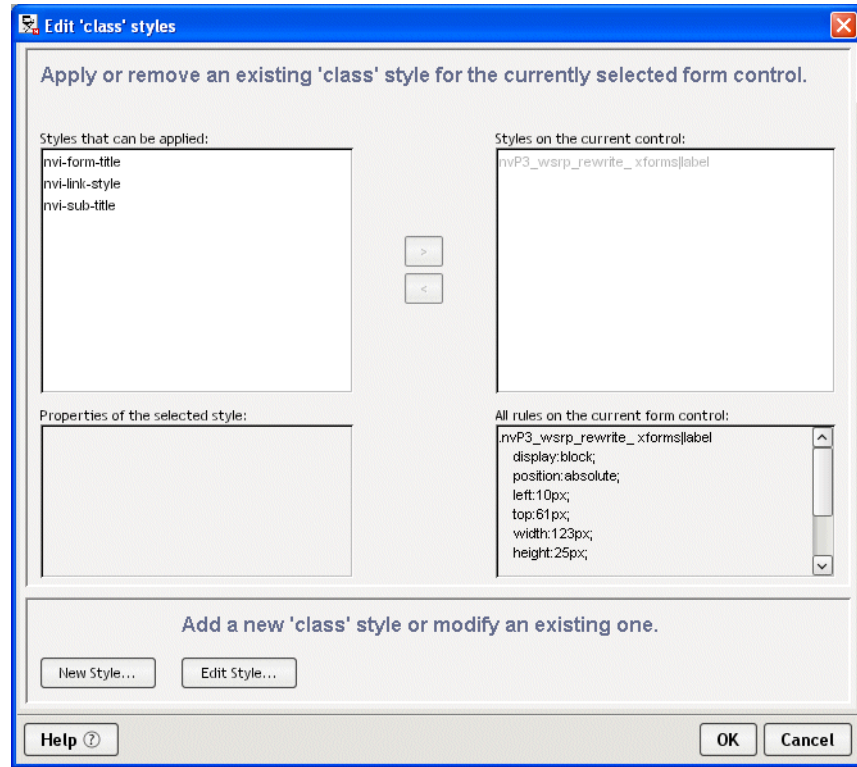 Edit 'class' styles
Apply or remove an existing 'class' style for the currently selected form control.
Styles that can be applied:
nvi-form-title
nvi-link-style
nvi-sub-title
>
<
Styles on the current control:
nvP3_wsrp_rewrite_ xforms|label
Properties of the selected style:
All rules on the current form control:
.nvP3_wsrp_rewrite_ xforms|label
display:block;
position:absolute;
left:10px;
top:61px;
width:123px;
height:25px;
Add a new 'class' style or modify an existing one.
New Style... Edit Style...
Help ?
OK Cancel